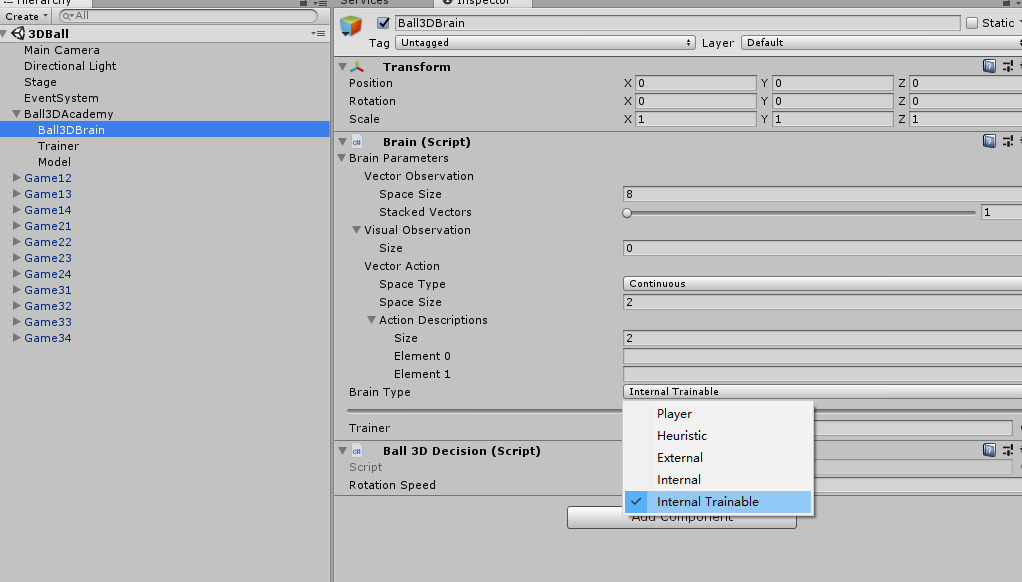 Hierarchy
Create
All
3DBall
Main Camera
Directional Light
Stage
EventSystem
Ball3DAcademy
Ball3DBrain
Trainer
Model
Game12
Game13
Game14
Game21
Game22
Game23
Game24
Game31
Game32
Game33
Game34
Services Inspector
Ball3DBrain Static
Tag Untagged Layer Default
Transform
Position X 0 Y 0 Z 0
Rotation X 0 Y 0 Z 0
Scale X 1 Y 1 Z 1
Brain (Script)
Brain Parameters
Vector Observation
Space Size 8
Stacked Vectors 1
Visual Observation
Size 0
Vector Action
Space Type Continuous
Space Size 2
Action Descriptions
Size 2
Element 0
Element 1
Brain Type Internal Trainable
Player
Heuristic
External
Internal
Internal Trainable
Trainer
Ball 3D Decision (Script)
Script
Rotation Speed
Add Component